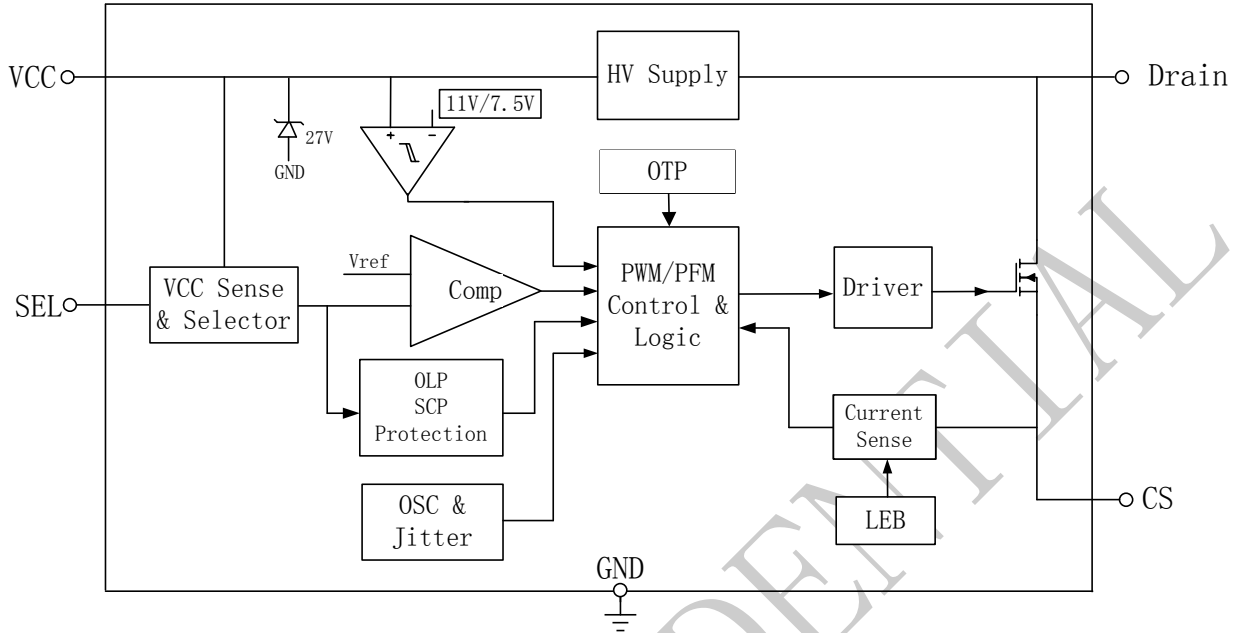 VCC
HV Supply
Drain
11V/7.5V
+
−
27V
GND
OTP
Vref
Comp
PWM/PFM
Control &
Logic
Driver
SEL
VCC Sense
& Selector
OLP
SCP
Protection
Current
Sense
OSC &
Jitter
LEB
CS
GND
DENTIAL